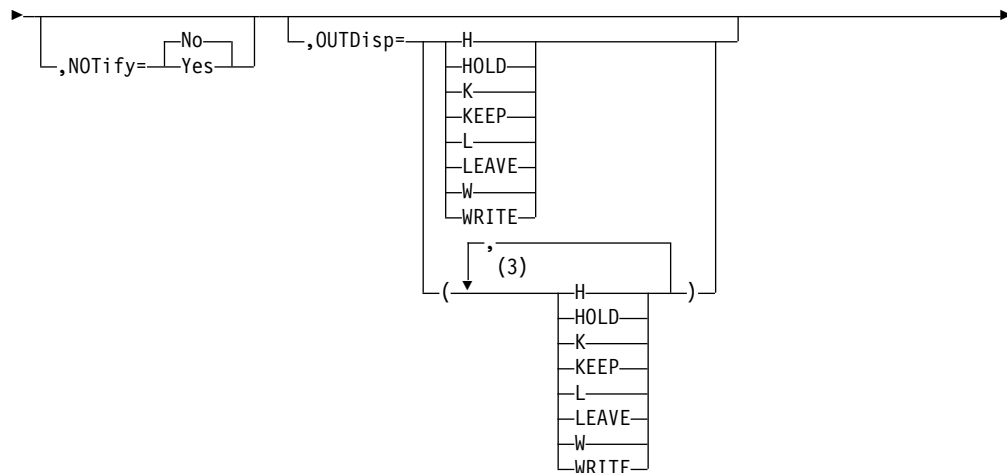 ,NOTify=
No
Yes
,OUTDisp=
H
HOLD
K
KEEP
L
LEAVE
W
WRITE
(
,
(3)
H
HOLD
K
KEEP
L
LEAVE
W
WRITE
)